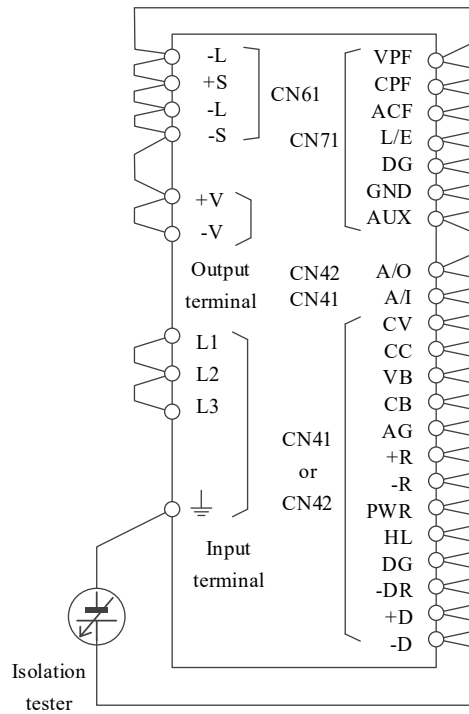 -L
+S
-L
-S
CN61
+V
-V
Output
terminal
L1
L2
L3
Input
terminal
Isolation
tester
VPF
CPF
ACF
L/E
DG
GND
AUX
CN71
CN42
A/O
CN41
A/I
CV
CC
VB
CB
AG
+R
-R
PWR
HL
DG
-DR
+D
-D
CN41
or
CN42